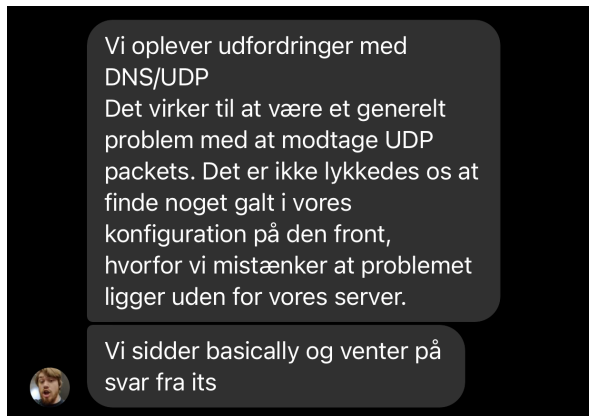 Vi oplever udfordringer med
DNS/UDP
Det virker til at være et generelt
problem med at modtage UDP
packets. Det er ikke lykkedes os at
finde noget galt i vores
konfiguration på den front,
hvorfor vi mistænker at problemet
ligger uden for vores server.
Vi sidder basically og venter på
svar fra its